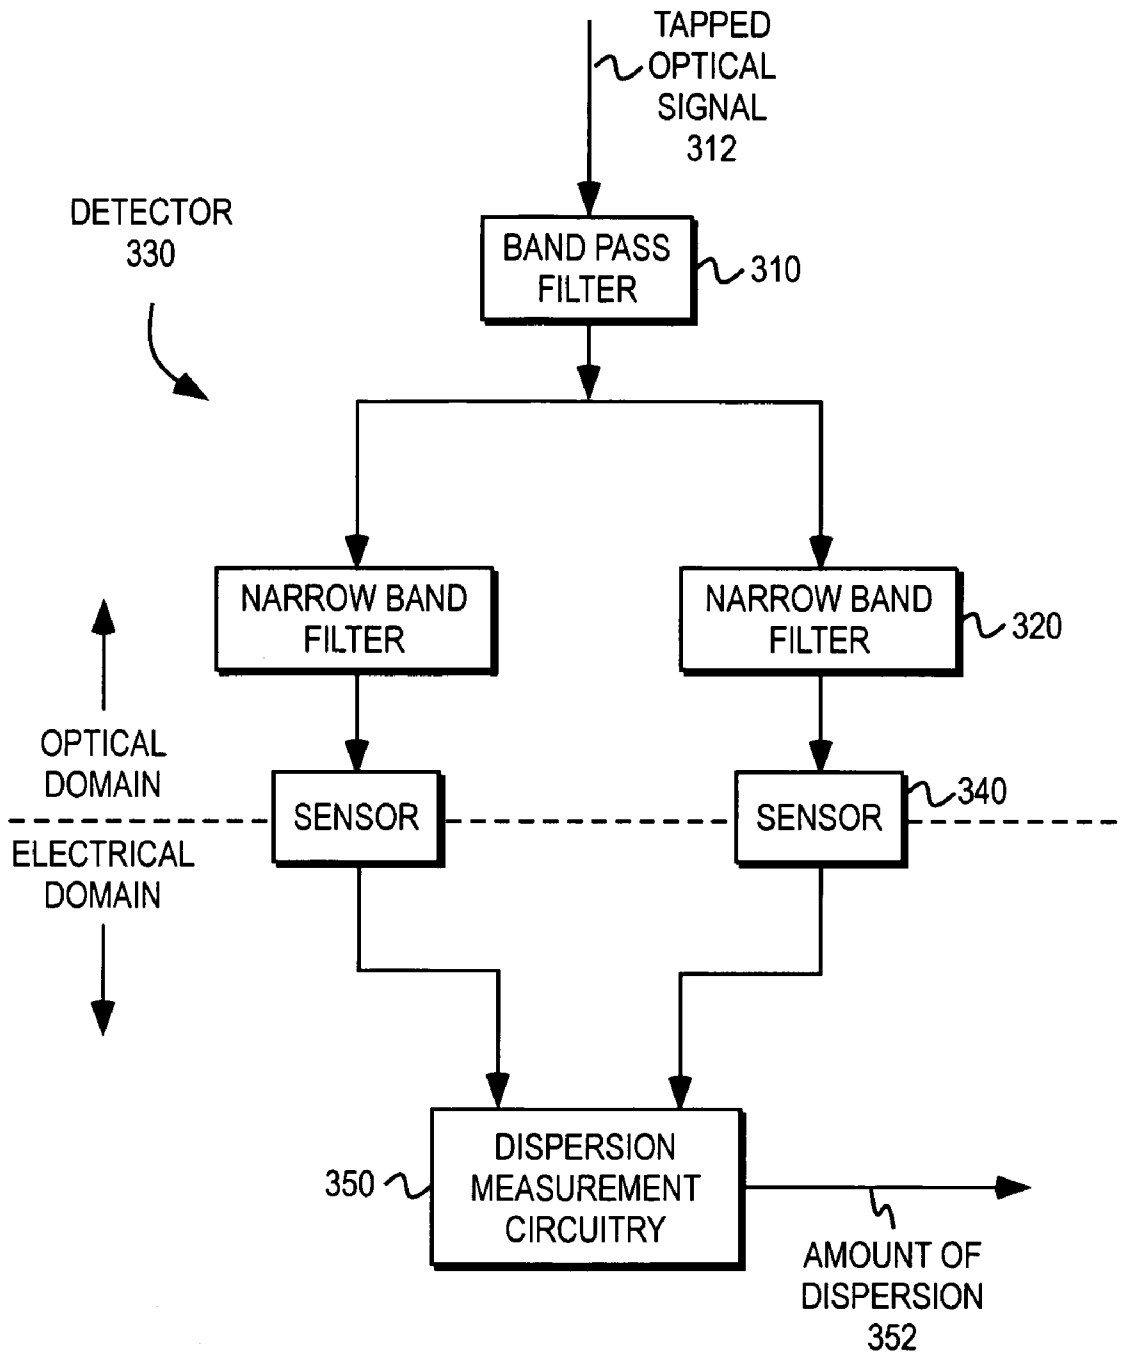 TAPPED
OPTICAL
SIGNAL
312
DETECTOR
330
BAND PASS
FILTER
310
NARROW BAND
FILTER
NARROW BAND
FILTER
320
OPTICAL
DOMAIN
SENSOR
SENSOR
340
ELECTRICAL
DOMAIN
DISPERSION
MEASUREMENT
CIRCUITRY
350
AMOUNT OF
DISPERSION
352